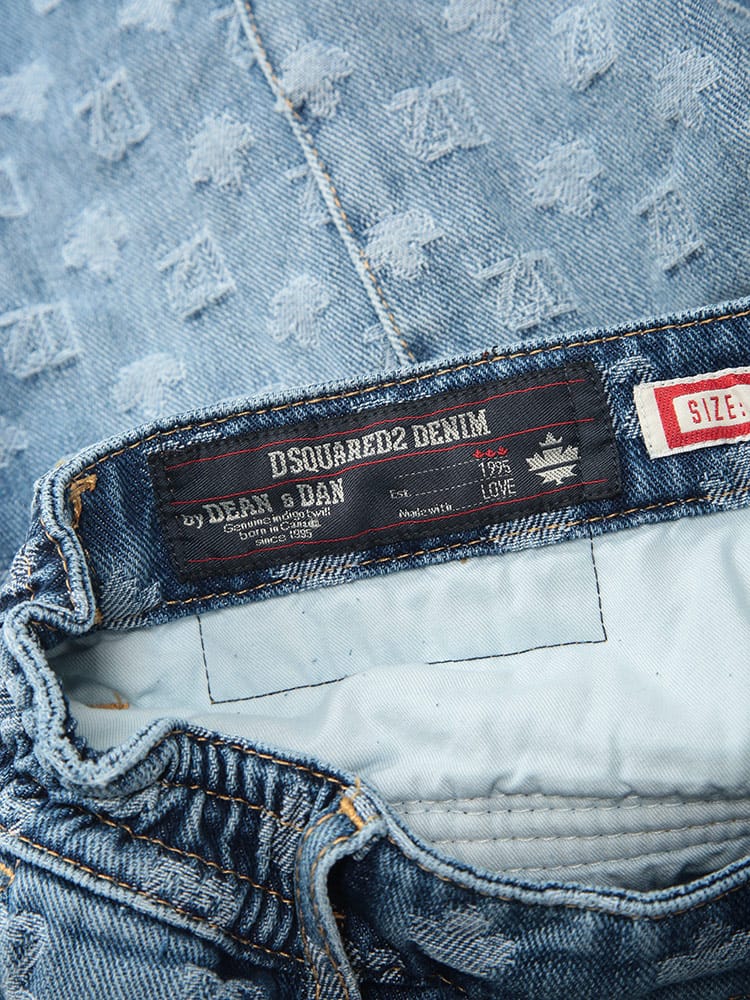 DSQUARED2 DENIM
by DEAN & DAN
Genuine indigo twill
born in Canada
since 1995
Est. 1995
Made with LOVE
SIZE: